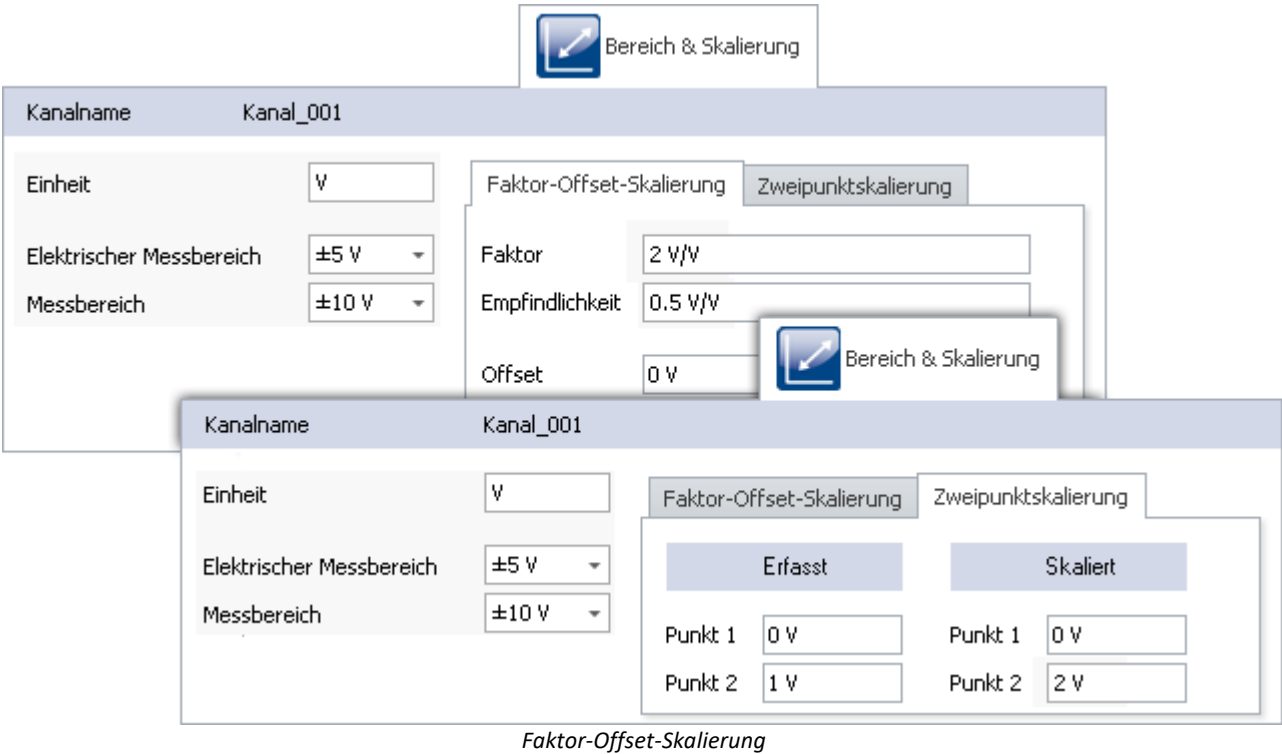 Bereich & Skalierung
Kanalname Kanal_001
Einheit V
Elektrischer Messbereich ±5 V
Messbereich ±10 V
Faktor-Offset-Skalierung Zweipunktskalierung
Faktor 2 V/V
Empfindlichkeit 0.5 V/V
Offset 0 V
Bereich & Skalierung
Kanalname Kanal_001
Einheit V
Elektrischer Messbereich ±5 V
Messbereich ±10 V
Faktor-Offset-Skalierung Zweipunktskalierung
Erfasst Skaliert
Punkt 1 0 V Punkt 1 0 V
Punkt 2 1 V Punkt 2 2 V
Faktor-Offset-Skalierung